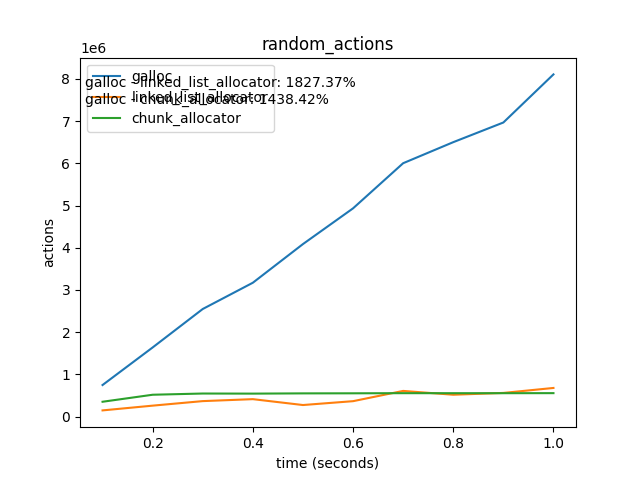 random_actions
1e6
galloc
galloc - linked_list_allocator: 1827.37%
linked_list_allocator
galloc - chunk_allocator: 1438.42%
chunk_allocator
8
7
6
5
4
3
2
1
0
actions
0.2 0.4 0.6 0.8 1.0
time (seconds)